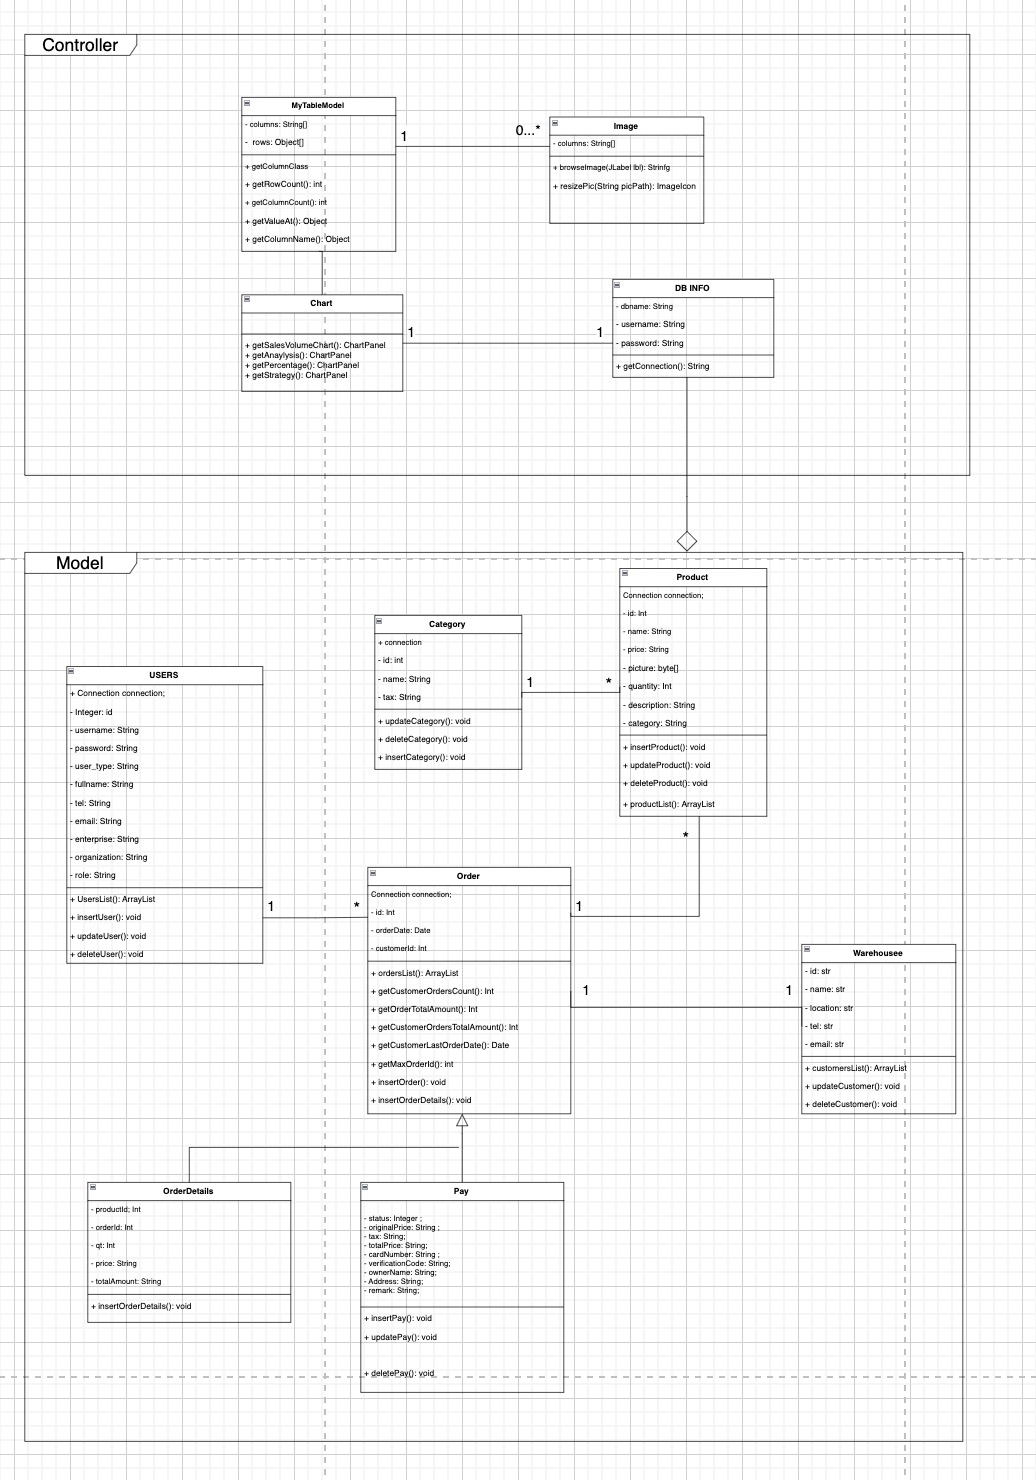 Controller
MyTableModel
- columns: String[]
- rows: Object[]
+ getColumnClass
+ getRowCount(): int
+ getColumnCount(): int
+ getValueAt(): Object
+ getColumnName(): Object
1
0...*
Image
- columns: String[]
+ browseImage(JLabel lbl): Strinfg
+ resizePic(String picPath): ImageIcon
Chart
+ getSalesVolumeChart(): ChartPanel
+ getAnaylysis(): ChartPanel
+ getPercentage(): ChartPanel
+ getStrategy(): ChartPanel
1
1
DB INFO
- dbname: String
- username: String
- password: String
+ getConnection(): String
Model
Product
Connection connection;
- id: Int
- name: String
- price: String
- picture: byte[]
- quantity: Int
- description: String
- category: String
+ insertProduct(): void
+ updateProduct(): void
+ deleteProduct(): void
+ productList(): ArrayList
Category
+ connection
- id: int
- name: String
- tax: String
+ updateCategory(): void
+ deleteCategory(): void
+ insertCategory(): void
1
*
USERS
+ Connection connection;
- Integer: id
- username: String
- password: String
- user_type: String
- fullname: String
- tel: String
- email: String
- enterprise: String
- organization: String
- role: String
+ UsersList(): ArrayList
+ insertUser(): void
+ updateUser(): void
+ deleteUser(): void
1
*
*
Order
Connection connection;
- id: Int
- orderDate: Date
- customerId: Int
+ ordersList(): ArrayList
+ getCustomerOrdersCount(): Int
+ getOrderTotalAmount(): Int
+ getCustomerOrdersTotalAmount(): Int
+ getCustomerLastOrderDate(): Date
+ getMaxOrderId(): int
+ insertOrder(): void
+ insertOrderDetails(): void
1
1
1
Warehousee
- id: str
- name: str
- location: str
- tel: str
- email: str
+ customersList(): ArrayList
+ updateCustomer(): void
+ deleteCustomer(): void
OrderDetails
- productId; Int
- orderId: Int
- qt: Int
- price: String
- totalAmount: String
+ insertOrderDetails(): void
Pay
- status: Integer ;
- originalPrice: String ;
- tax: String;
- totalPrice: String;
- cardNumber: String ;
- verificationCode: String;
- ownerName: String;
- Address: String;
- remark: String;
+ insertPay(): void
+ updatePay(): void
+ deletePay(): void